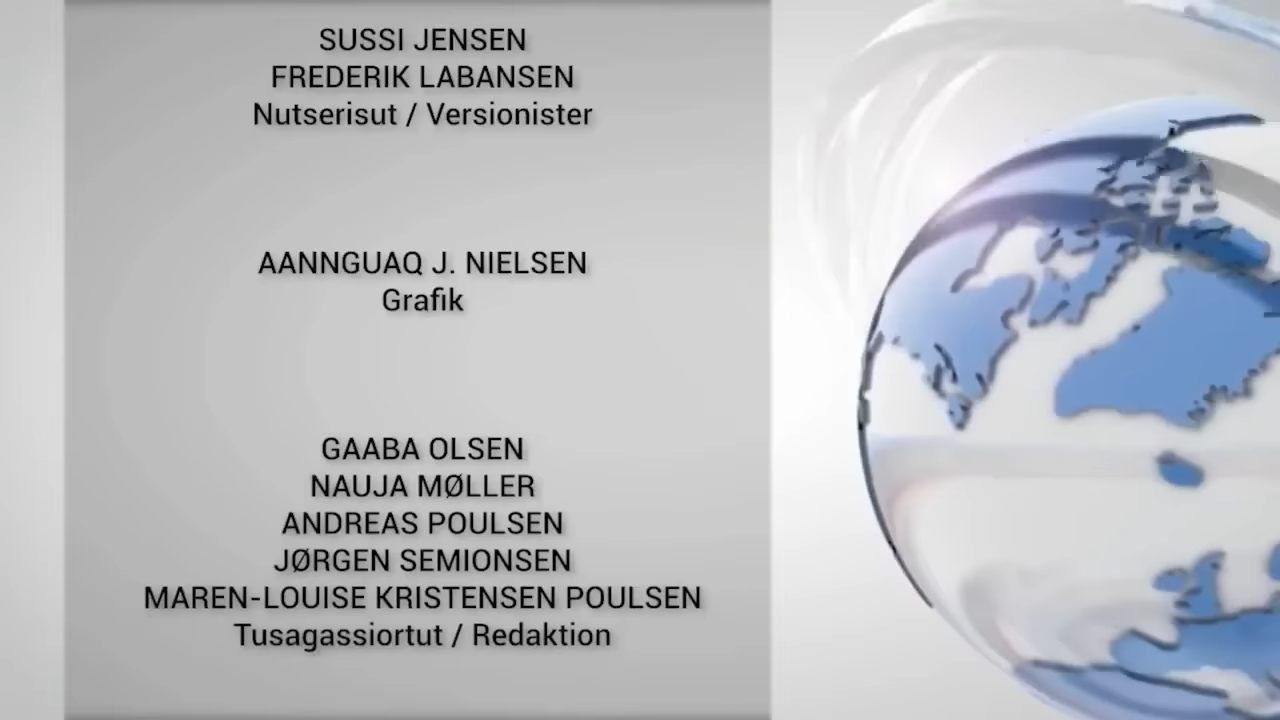 SUSSI JENSEN
FREDERIK LABANSEN
Nutserisut / Versionister
AANNGUAQ J. NIELSEN
Grafik
GAABA OLSEN
NAUJA MØLLER
ANDREAS POULSEN
JØRGEN SEMIONSEN
MAREN-LOUISE KRISTENSEN POULSEN
Tusagassiortut / Redaktion